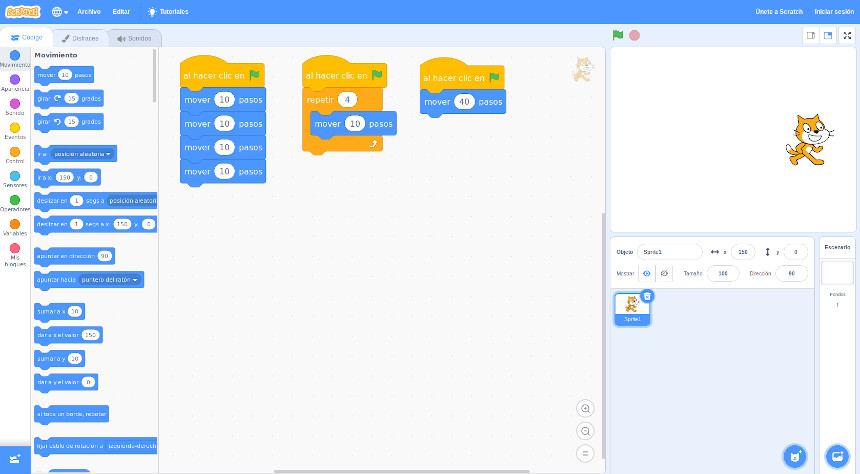 SCRATCH
Archivo
Editar
Tutoriales
Únete a Scratch
Iniciar sesión
Código
Disfraces
Sonidos
Movimiento
Apariencia
Sonido
Eventos
Control
Sensores
Operadores
Variables
Mis
bloques
Movimiento
mover 10 pasos
girar 15 grados
girar 15 grados
ir a posición aleatoria
ir a x: 150 y: 0
deslizar en 1 segs a posición aleatori
deslizar en 1 segs a x: 150 y: 0
apuntar en dirección 90
apuntar hacia puntero del ratón
sumar a x 10
dar a x el valor 150
sumar a y 10
dar a y el valor 0
si toca un borde, rebotar
fijar estilo de rotación a izquierda-derech
al hacer clic en
mover 10 pasos
mover 10 pasos
mover 10 pasos
mover 10 pasos
al hacer clic en
repetir 4
mover 10 pasos
al hacer clic en
mover 40 pasos
Objeto Sprite1 x 150 y 0
Mostrar Tamaño 100 Dirección 90
Sprite1
Escenario
Fondos
1